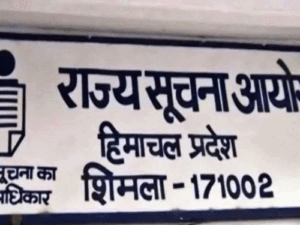 राज्य सूचना आयोग
हिमाचल प्रदेश
शिमला - 171002
सूचना का
अधिकार